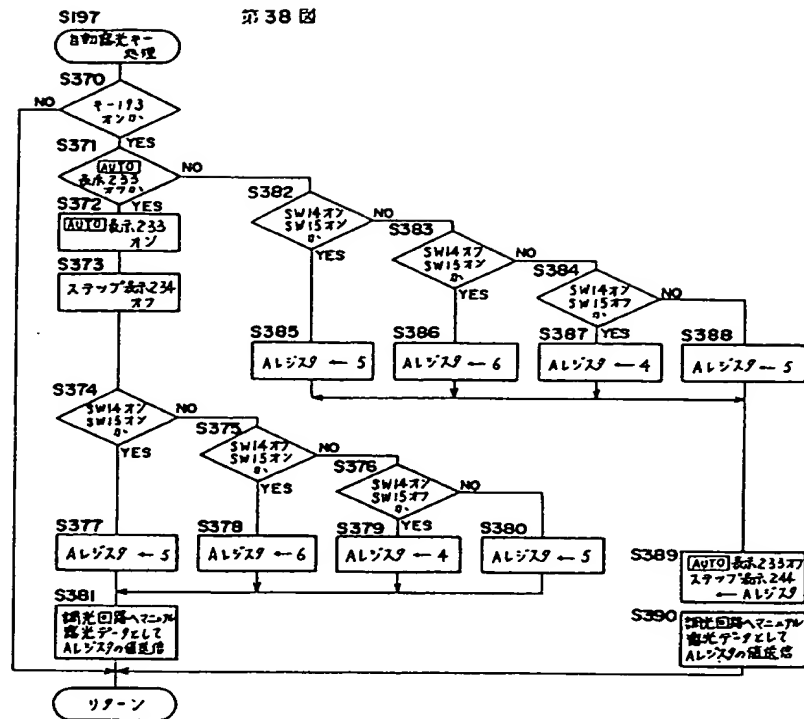 第38図
S197
自動露光キー
処理
S370
キー193
オンか
NO
YES
S371
AUTO
表示233
オフか
NO
YES
S372
AUTO表示233
オン
S373
ステップ表示234
オフ
S374
SW14オン
SW15オン
か
NO
YES
S375
SW14オフ
SW15オン
か
NO
YES
S376
SW14オン
SW15オフ
か
NO
YES
S377
Aレジスタ ← 5
S378
Aレジスタ ← 6
S379
Aレジスタ ← 4
S380
Aレジスタ ← 5
S381
調光回路へマニュアル
露光データとして
Aレジスタの値送信
S382
SW14オン
SW15オン
か
NO
YES
S383
SW14オフ
SW15オン
か
NO
YES
S384
SW14オン
SW15オフ
か
NO
YES
S385
Aレジスタ ← 5
S386
Aレジスタ ← 6
S387
Aレジスタ ← 4
S388
Aレジスタ ← 5
S389
AUTO表示233オフ
ステップ表示244
← Aレジスタ
S390
調光回路へマニュアル
露光データとして
Aレジスタの値送信
リターン